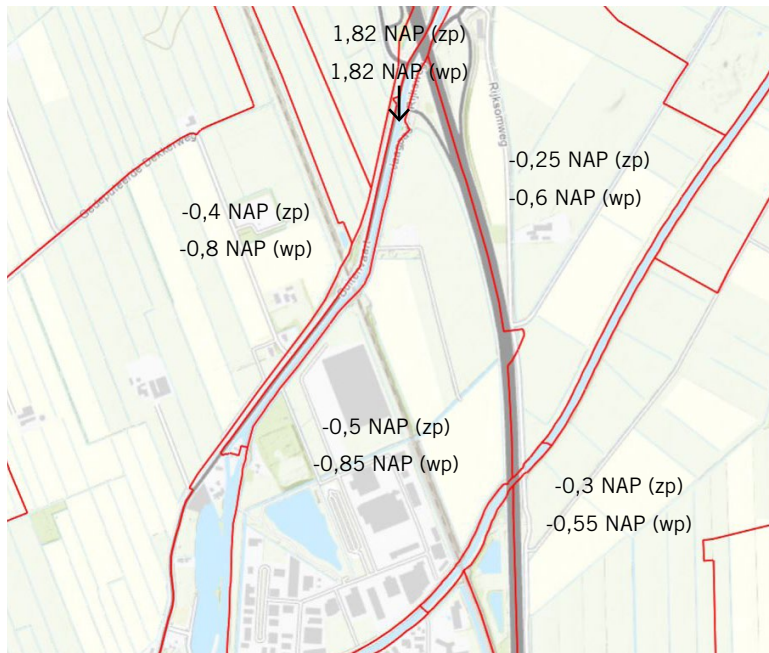 1,82 NAP (zp)
1,82 NAP (wp)
Rijksomweg
-0,25 NAP (zp)
-0,6 NAP (wp)
-0,4 NAP (zp)
-0,8 NAP (wp)
-0,5 NAP (zp)
-0,85 NAP (wp)
-0,3 NAP (zp)
-0,55 NAP (wp)